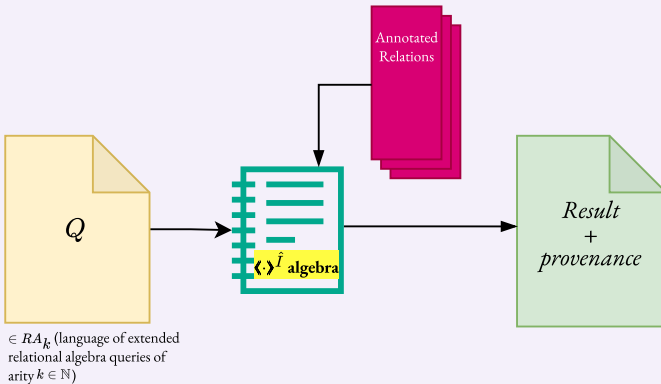 Annotated
Relations
Q
⟪·⟫^Î algebra
Result
+
provenance
∈ RA_k (language of extended
relational algebra queries of
arity k ∈ ℕ)